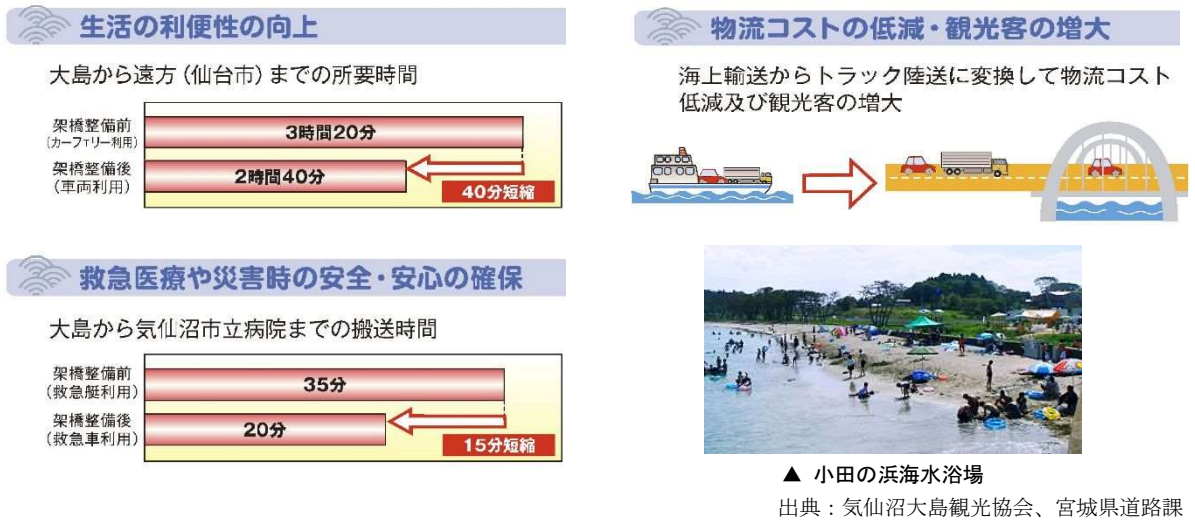 生活の利便性の向上
大島から遠方(仙台市)までの所要時間
架橋整備前
(カーフェリー利用)
3時間20分
架橋整備後
(車両利用)
2時間40分
40分短縮
救急医療や災害時の安全・安心の確保
大島から気仙沼市立病院までの搬送時間
架橋整備前
(救急艇利用)
35分
架橋整備後
(救急車利用)
20分
15分短縮
物流コストの低減・観光客の増大
海上輸送からトラック陸送に変換して物流コスト
低減及び観光客の増大
▲ 小田の浜海水浴場
出典：気仙沼大島観光協会、宮城県道路課